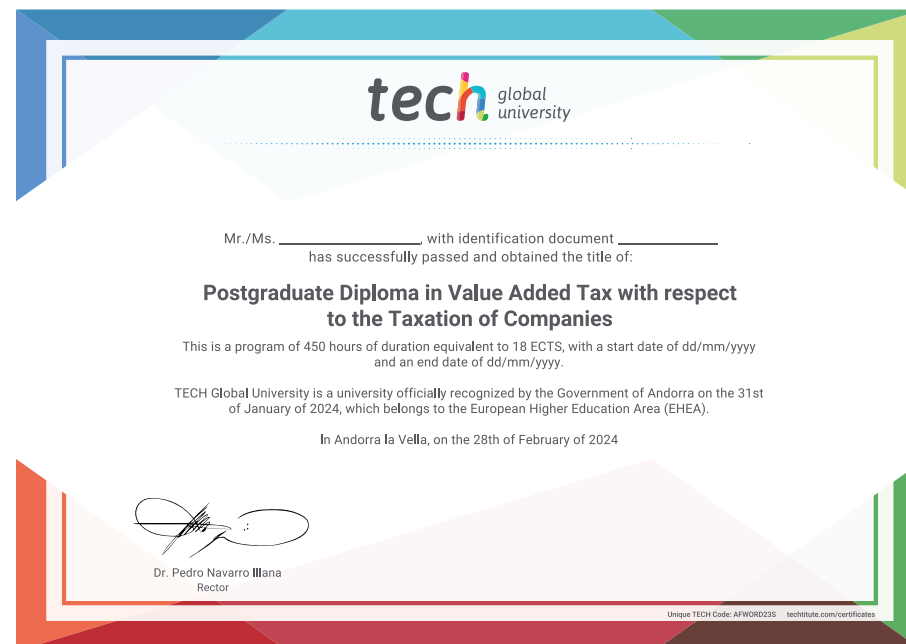 tech global
university
Mr./Ms. ________________, with identification document ____________
has successfully passed and obtained the title of:
Postgraduate Diploma in Value Added Tax with respect
to the Taxation of Companies
This is a program of 450 hours of duration equivalent to 18 ECTS, with a start date of dd/mm/yyyy
and an end date of dd/mm/yyyy.
TECH Global University is a university officially recognized by the Government of Andorra on the 31st
of January of 2024, which belongs to the European Higher Education Area (EHEA).
In Andorra la Vella, on the 28th of February of 2024
Dr. Pedro Navarro Illana
Rector
Unique TECH Code: AFWORD23S techtitute.com/certificates